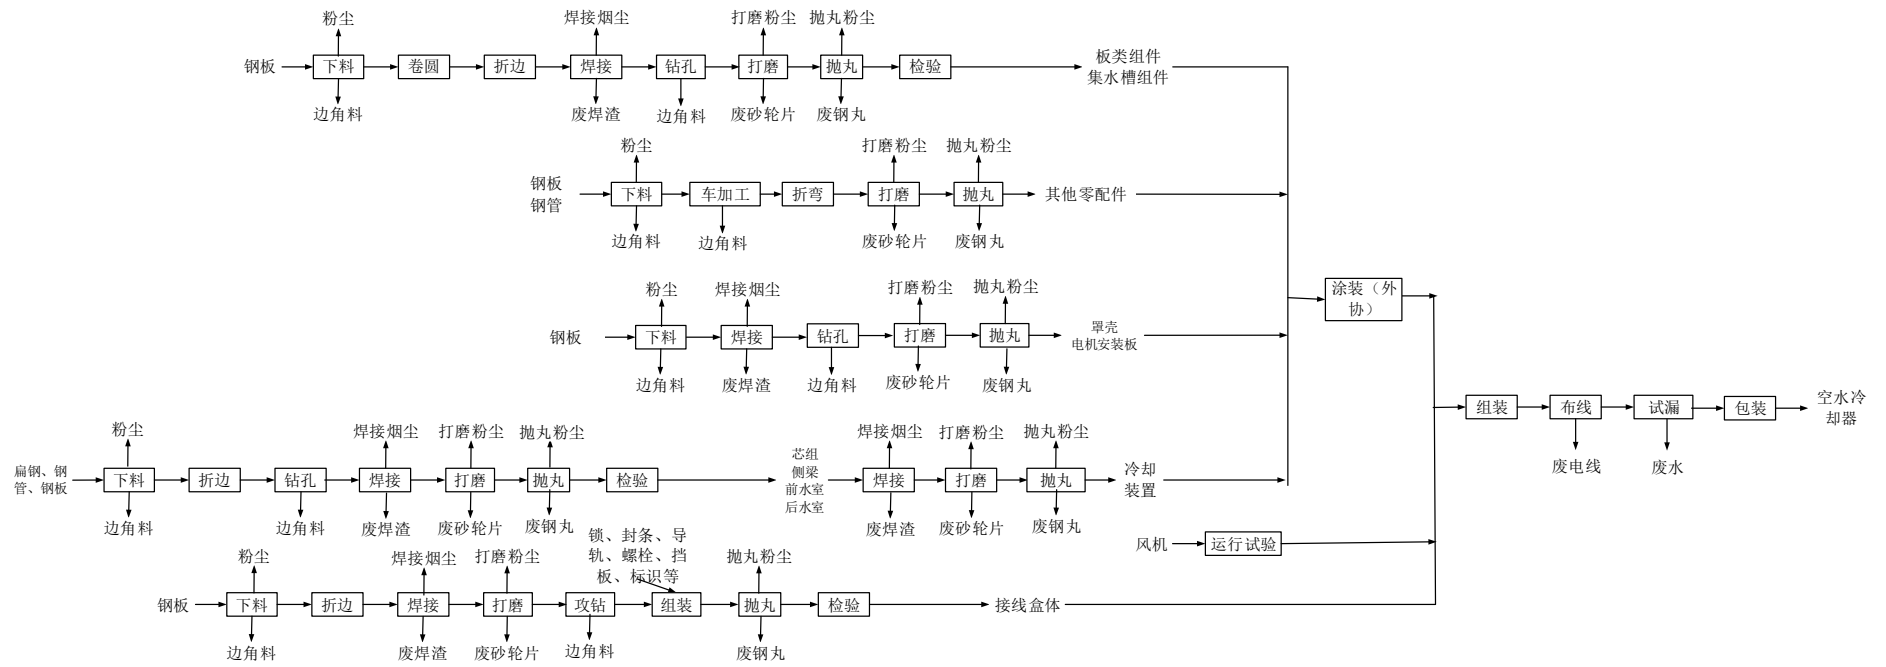 粉尘
焊接烟尘
打磨粉尘
抛丸粉尘
钢板
下料
卷圆
折边
焊接
钻孔
打磨
抛丸
检验
板类组件
集水槽组件
边角料
废焊渣
边角料
废砂轮片
废钢丸
粉尘
打磨粉尘
抛丸粉尘
钢板
钢管
下料
车加工
折弯
打磨
抛丸
其他零配件
边角料
边角料
废砂轮片
废钢丸
粉尘
焊接烟尘
打磨粉尘
抛丸粉尘
钢板
下料
焊接
钻孔
打磨
抛丸
罩壳
电机安装板
边角料
废焊渣
边角料
废砂轮片
废钢丸
涂装（外
协）
组装
布线
试漏
包装
空水冷
却器
废电线
废水
粉尘
焊接烟尘
打磨粉尘
抛丸粉尘
扁钢、钢
管、钢板
下料
折边
钻孔
焊接
打磨
抛丸
检验
芯组
侧梁
前水室
后水室
焊接烟尘
打磨粉尘
抛丸粉尘
焊接
打磨
抛丸
冷却
装置
边角料
边角料
废焊渣
废砂轮片
废钢丸
废焊渣
废砂轮片
废钢丸
风机
运行试验
粉尘
焊接烟尘
打磨粉尘
锁、封条、导
轨、螺栓、挡
板、标识等
抛丸粉尘
钢板
下料
折边
焊接
打磨
攻钻
组装
抛丸
检验
接线盒体
边角料
废焊渣
废砂轮片
边角料
废钢丸